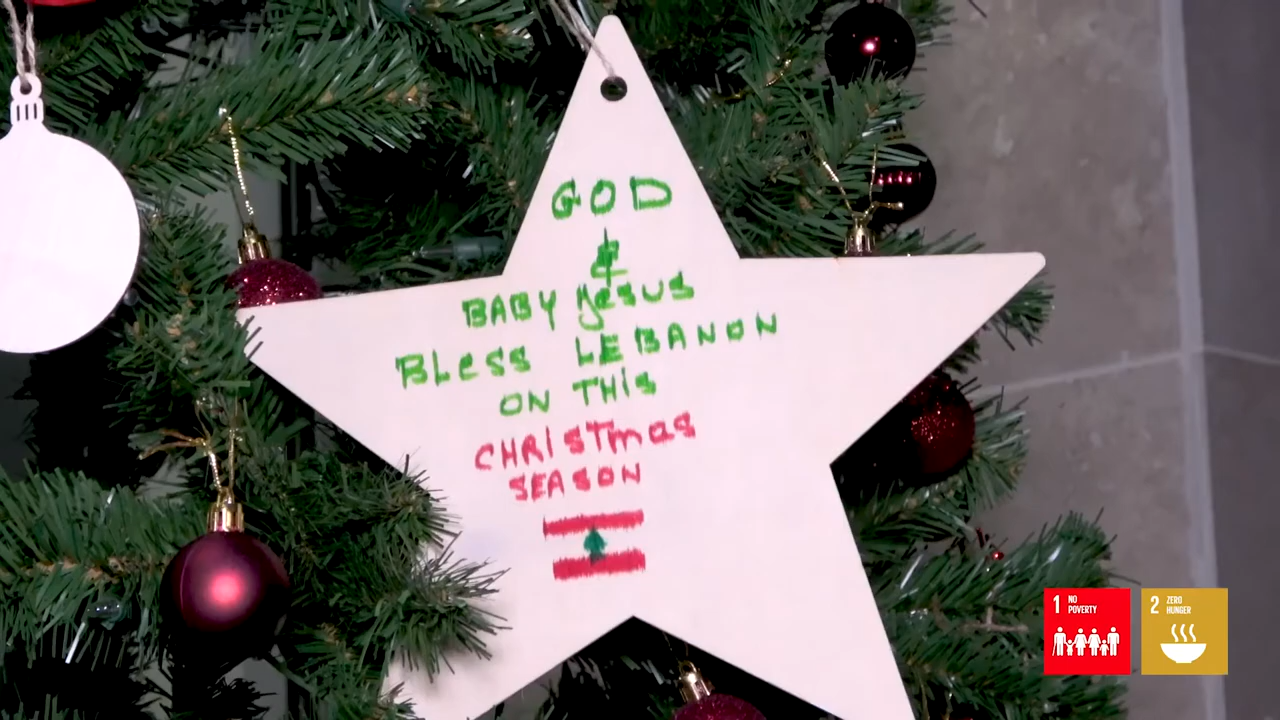 GOD
&
BABY Jesus
BLess LEBANON
ON THiS
CHRISTmas
SEASON
1 NO
POVERTY
2 ZERO
HUNGER